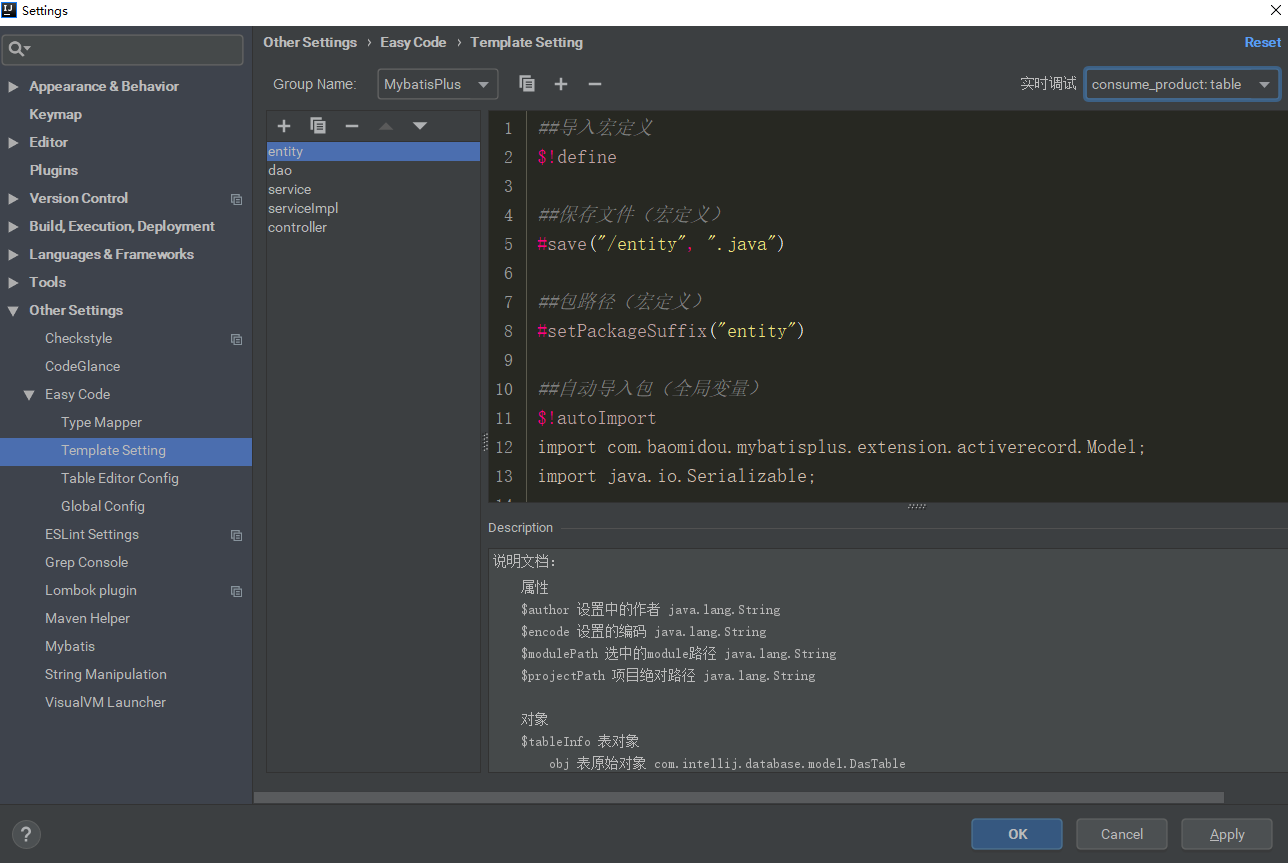 Settings
Other Settings › Easy Code › Template Setting
Reset
Group Name: MybatisPlus
实时调试 consume_product: table
Appearance & Behavior
Keymap
Editor
Plugins
Version Control
Build, Execution, Deployment
Languages & Frameworks
Tools
Other Settings
Checkstyle
CodeGlance
Easy Code
Type Mapper
Template Setting
Table Editor Config
Global Config
ESLint Settings
Grep Console
Lombok plugin
Maven Helper
Mybatis
String Manipulation
VisualVM Launcher
entity
dao
service
serviceImpl
controller
1 ##导入宏定义
2 $!define
3
4 ##保存文件（宏定义）
5 #save("/entity", ".java")
6
7 ##包路径（宏定义）
8 #setPackageSuffix("entity")
9
10 ##自动导入包（全局变量）
11 $!autoImport
12 import com.baomidou.mybatisplus.extension.activerecord.Model;
13 import java.io.Serializable;
Description
说明文档：
属性
$author 设置中的作者 java.lang.String
$encode 设置的编码 java.lang.String
$modulePath 选中的module路径 java.lang.String
$projectPath 项目绝对路径 java.lang.String
对象
$tableInfo 表对象
obj 表原始对象 com.intellij.database.model.DasTable
?
OK
Cancel
Apply